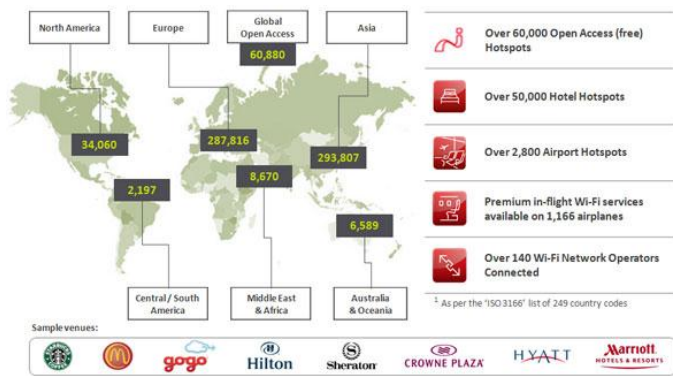 North America
Europe
Global
Open Access
Asia
60,880
34,060
287,816
293,807
2,197
8,670
6,589
Central / South
America
Middle East
& Africa
Australia
& Oceania
Over 60,000 Open Access (free)
Hotspots
Over 50,000 Hotel Hotspots
Over 2,800 Airport Hotspots
Premium in-flight Wi-Fi services
available on 1,166 airplanes
Over 140 Wi-Fi Network Operators
Connected
1 As per the 'ISO 3166' list of 249 country codes
Sample venues:
gogo
Hilton
Sheraton
CROWNE PLAZA
HYATT
Marriott
HOTELS & RESORTS